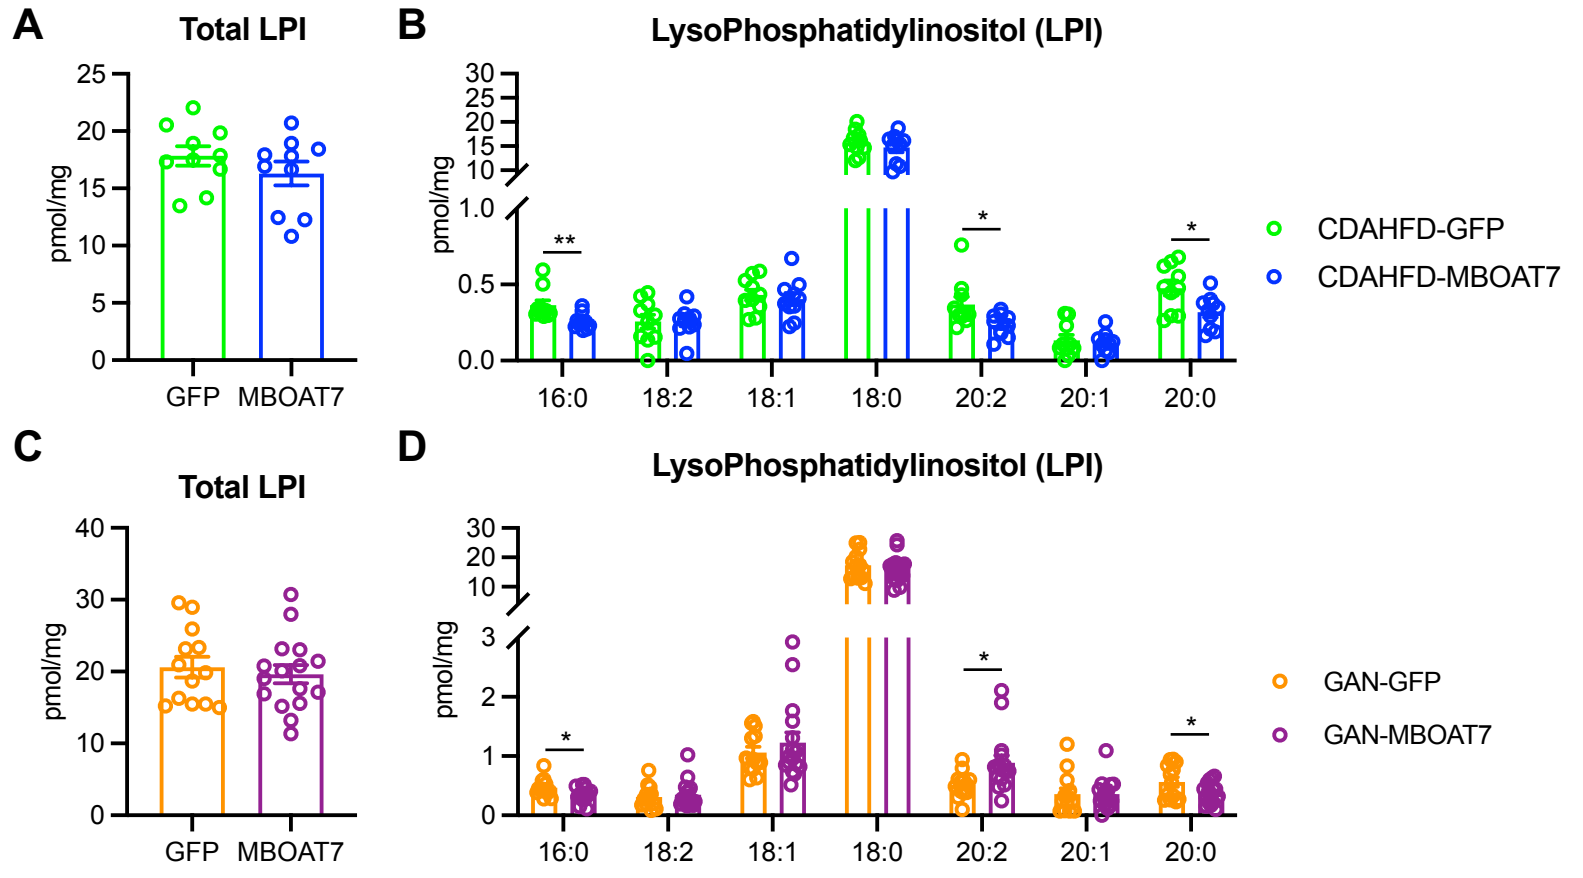 A
Total LPI
25
20
15
10
5
0
pmol/mg
GFP MBOAT7
B
LysoPhosphatidylinositol (LPI)
30
25
20
15
10
1.0
0.5
0.0
pmol/mg
**
*
*
16:0 18:2 18:1 18:0 20:2 20:1 20:0
CDAHFD-GFP
CDAHFD-MBOAT7
C
Total LPI
40
30
20
10
0
pmol/mg
GFP MBOAT7
D
LysoPhosphatidylinositol (LPI)
30
20
10
3
2
1
0
pmol/mg
*
*
*
16:0 18:2 18:1 18:0 20:2 20:1 20:0
GAN-GFP
GAN-MBOAT7